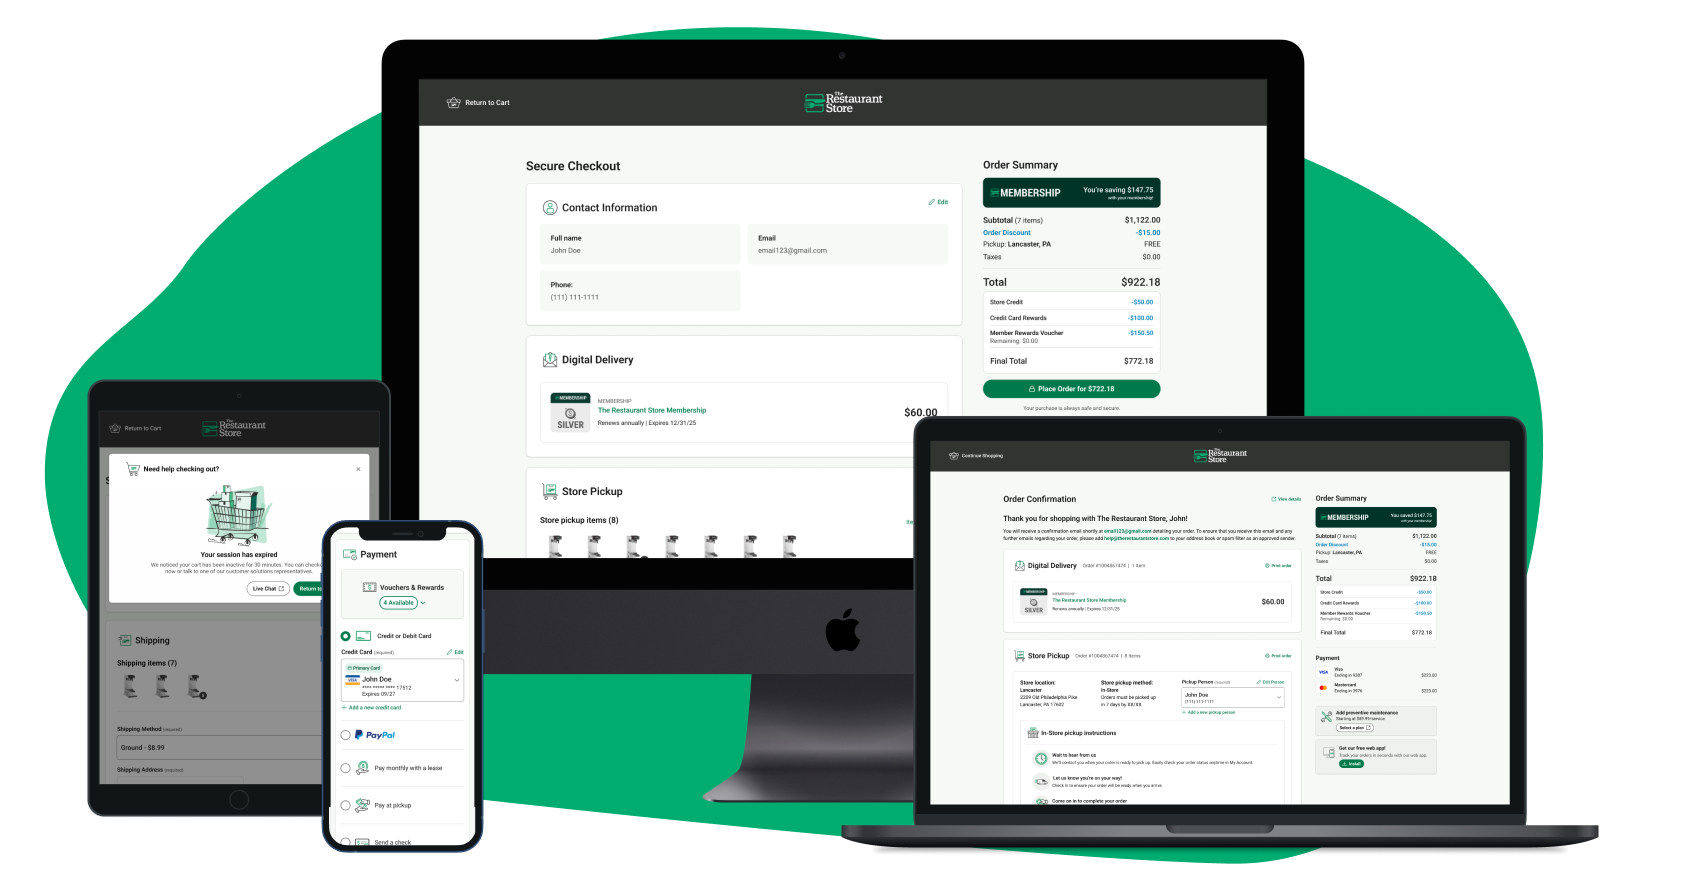 Return to Cart
The
Restaurant
Store
Secure Checkout
Contact Information
Edit
Full name
John Doe
Email
email123@gmail.com
Phone:
(111) 111-1111
Digital Delivery
MEMBERSHIP
SILVER
MEMBERSHIP
The Restaurant Store Membership
Renews annually | Expires 12/31/25
$60.00
Store Pickup
Store pickup items (8)
Order Summary
MEMBERSHIP
You're saving $147.75
with your membership!
Subtotal (7 items) $1,122.00
Order Discount -$15.00
Pickup: Lancaster, PA FREE
Taxes $0.00
Total $922.18
Store Credit -$50.00
Credit Card Rewards -$100.00
Member Rewards Voucher -$150.50
Remaining: $0.00
Final Total $772.18
Place Order for $722.18
Your purchase is always safe and secure.
Return to Cart
The
Restaurant
Store
Need help checking out?
Your session has expired
We noticed your cart has been inactive for 30 minutes. You can check
now or talk to one of our customer solutions representatives.
Live Chat
Return to
Shipping
Shipping items (7)
Shipping Method (required)
Ground - $8.99
Shipping Address (required)
Payment
Vouchers & Rewards
4 Available
Credit or Debit Card
Credit Card (required)
Edit
Primary Card
VISA
John Doe
**** ***** **** 17512
Expires 09/27
+ Add a new credit card
PayPal
Pay monthly with a lease
Pay at pickup
Send a check
Continue Shopping
The
Restaurant
Store
Order Confirmation
View details
Thank you for shopping with The Restaurant Store, John!
You will receive a confirmation email shortly at email123@gmail.com detailing your order. To ensure that you receive this email and any
further emails regarding your order, please add help@therestaurantstore.com to your address book or spam filter as an approved sender.
Digital Delivery
Order #1004867474 | 1 Item
Print order
MEMBERSHIP
SILVER
MEMBERSHIP
The Restaurant Store Membership
Renews annually | Expires 12/31/25
$60.00
Store Pickup
Order #1004867474 | 8 Items
Print order
Store location:
Lancaster
2209 Old Philadelphia Pike
Lancaster, PA 17602
Store pickup method:
In-Store
Orders must be picked up
in 7 days by XX/XX.
Pickup Person (required)
Edit Person
John Doe
(111) 111-1111
+ Add a new pickup person
In-Store pickup instructions
Wait to hear from us
We'll contact you when your order is ready to pick up. Easily check your order status anytime in My Account.
Let us know you're on your way!
Check in to ensure your order will be ready when you arrive.
Come on in to complete your order
Order Summary
MEMBERSHIP
You saved $147.75
with your membership!
Subtotal (7 items) $1,122.00
Order Discount -$15.00
Pickup: Lancaster, PA FREE
Taxes $0.00
Total $922.18
Store Credit -$50.00
Credit Card Rewards -$100.00
Member Rewards Voucher -$150.50
Remaining: $0.00
Final Total $772.18
Payment
VISA
Visa
Ending in 9387 $223.00
Mastercard
Ending in 3976 $223.00
Add preventive maintenance
Starting at $89.99/service
Select a plan
Get our free web app!
Track your orders in seconds with our web app.
Install